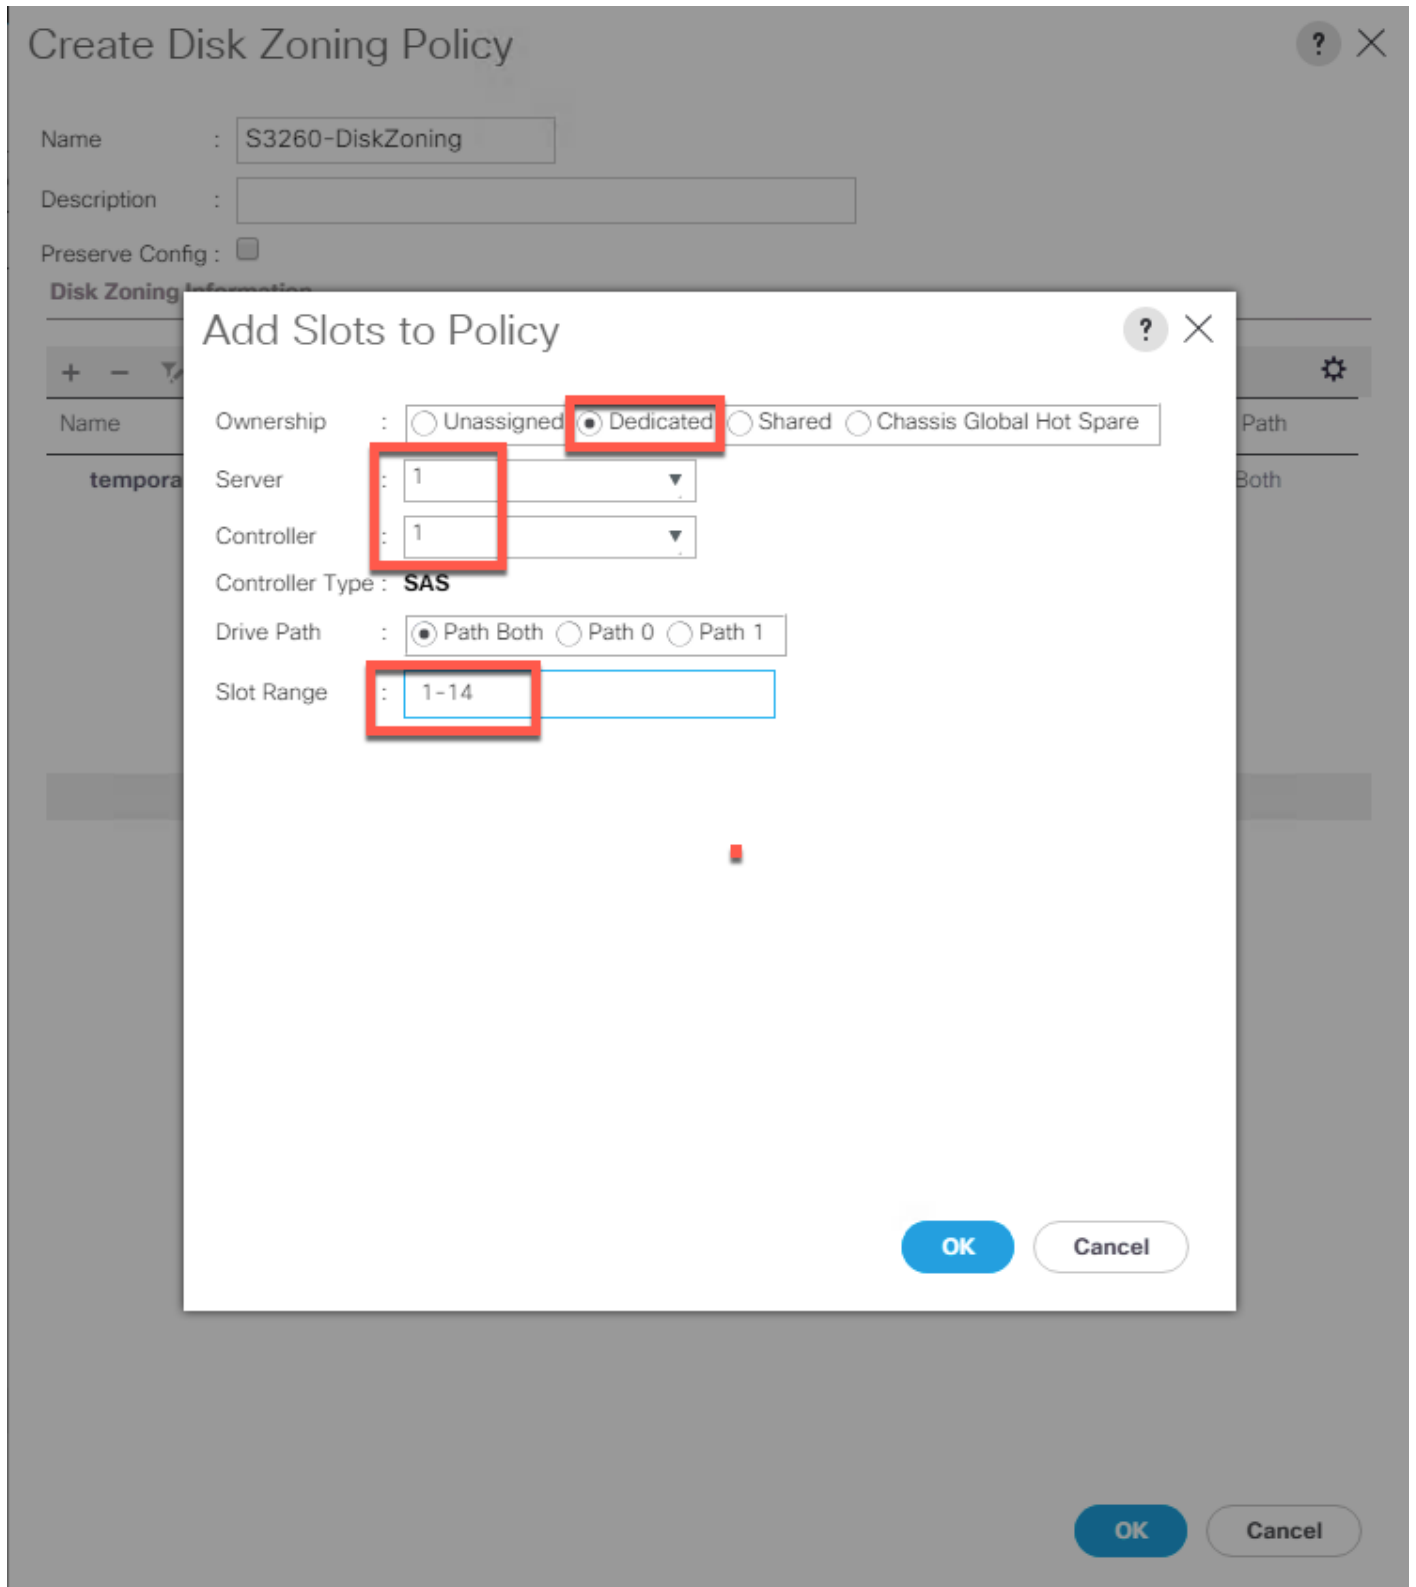 Create Disk Zoning Policy ?
Name : S3260-DiskZoning
Description :
Preserve Config :
Disk Zoning Information
Add Slots to Policy ?
+ −
Name Path
Ownership : Unassigned Dedicated Shared Chassis Global Hot Spare
tempora Both
Server : 1
Controller : 1
Controller Type : SAS
Drive Path : Path Both Path 0 Path 1
Slot Range : 1-14
OK Cancel
OK Cancel